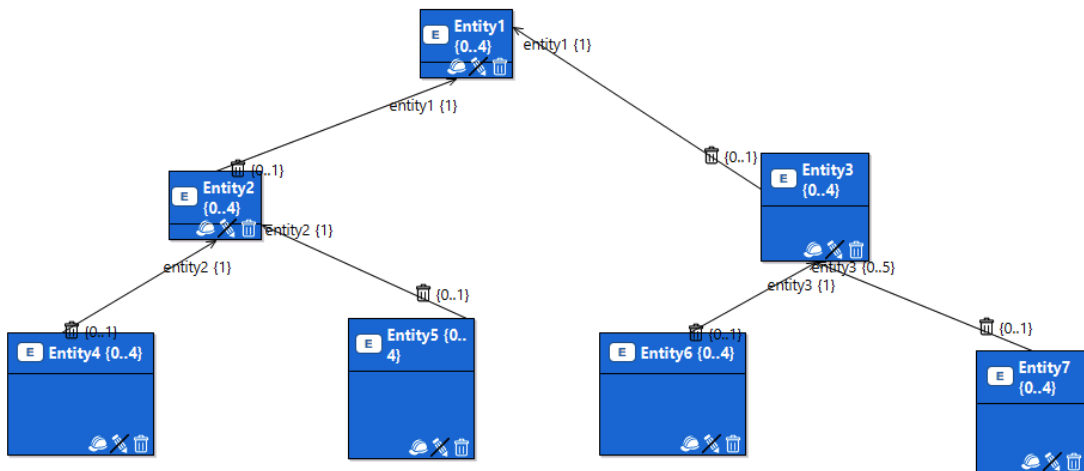 E
Entity1
{0..4}
entity1 {1}
entity1 {1}
{0..1}
{0..1}
E
Entity2
{0..4}
E
Entity3
{0..4}
entity2 {1}
entity2 {1}
entity3 {0..5}
entity3 {1}
{0..1}
{0..1}
{0..1}
{0..1}
E
Entity4 {0..4}
E
Entity5 {0..
4}
E
Entity6 {0..4}
E
Entity7
{0..4}